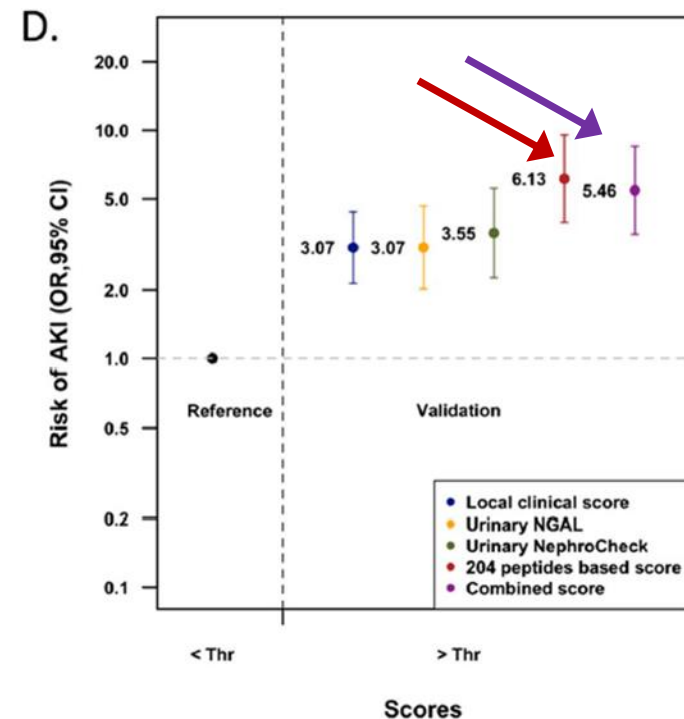 D.
Risk of AKI (OR,95% CI)
20.0
10.0
5.0
2.0
1.0
0.5
0.2
0.1
3.07
3.07
3.55
6.13
5.46
Reference
Validation
Local clinical score
Urinary NGAL
Urinary NephroCheck
204 peptides based score
Combined score
< Thr
> Thr
Scores